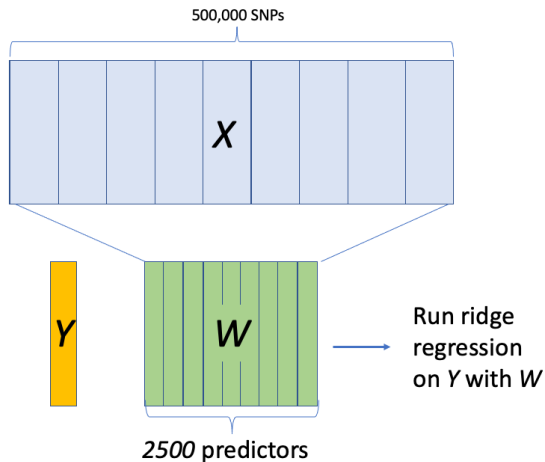 500,000 SNPs
X
Y
W
Run ridge
regression
on Y with W
2500 predictors